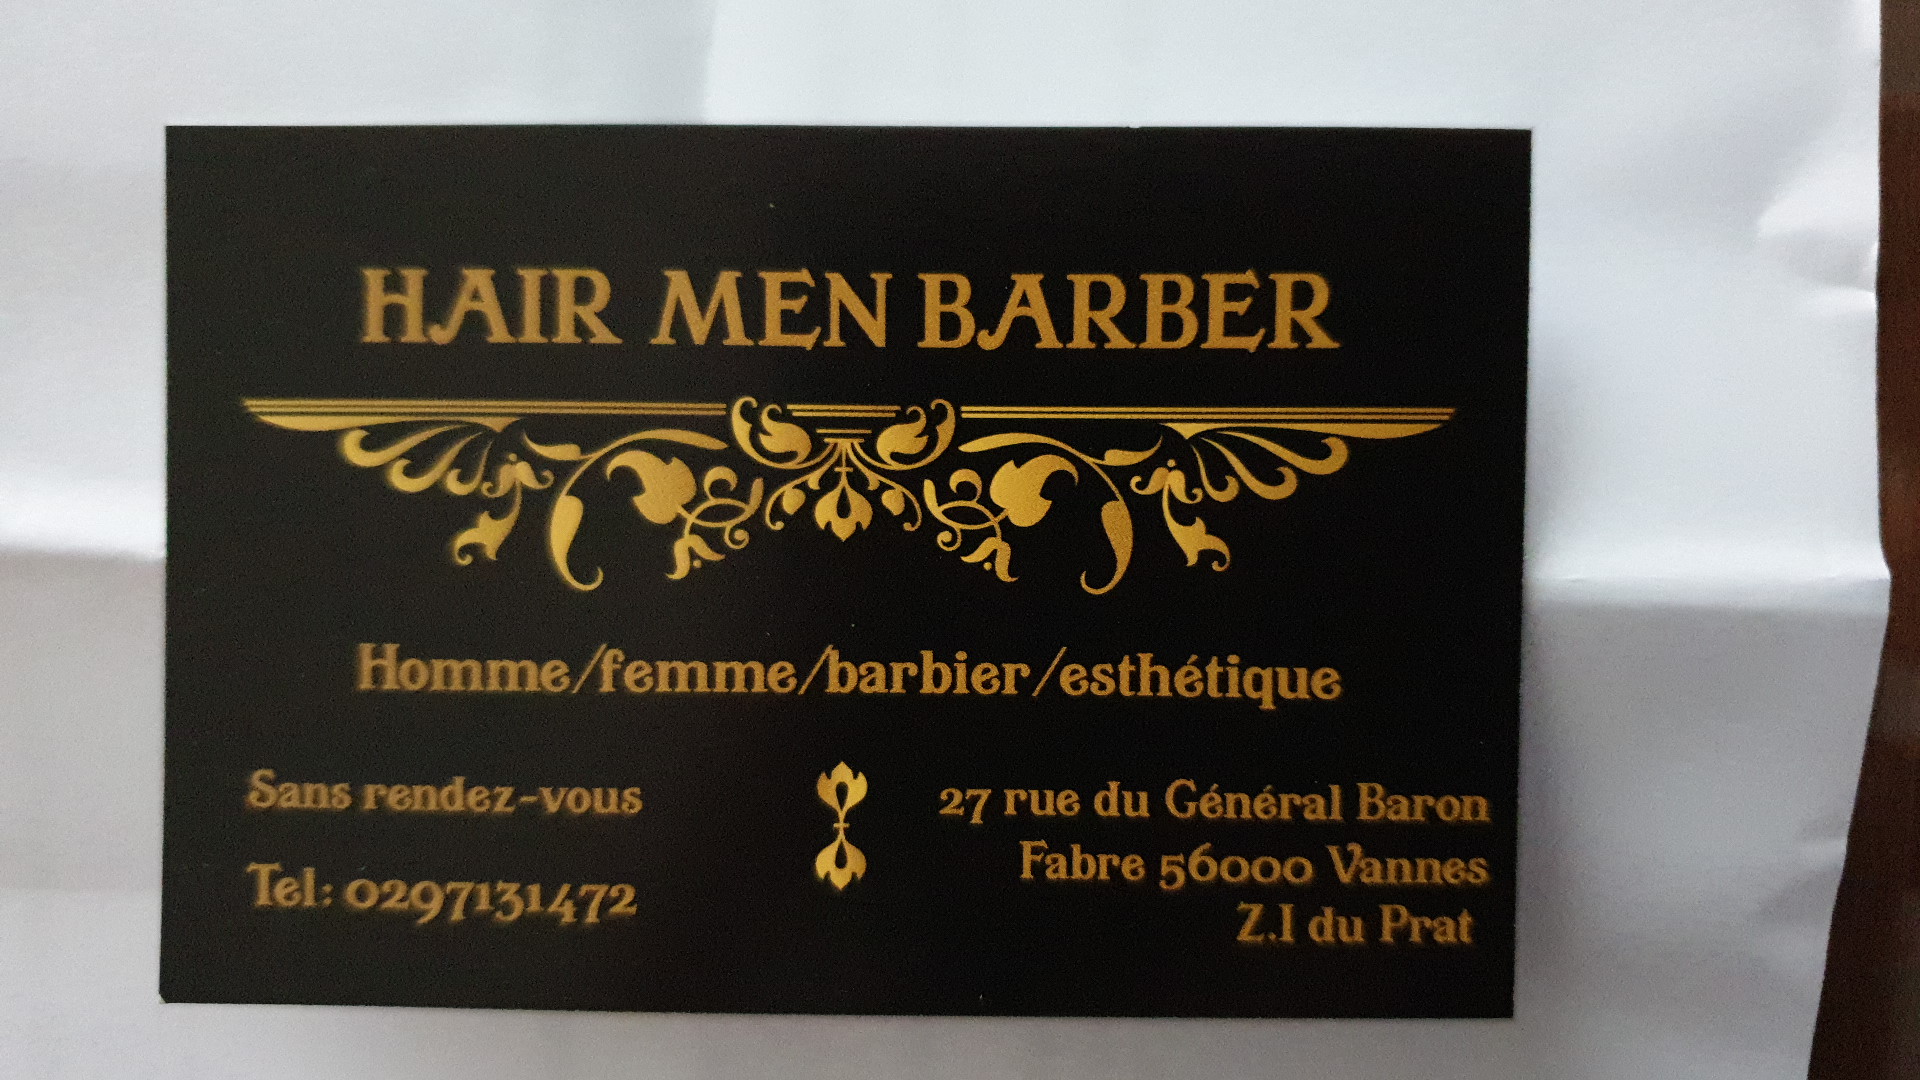 HAIR MEN BARBER
Homme/femme/barbier/esthétique
Sans rendez-vous
Tel: 0297131472
27 rue du Général Baron
Fabre 56000 Vannes
Z.I du Prat